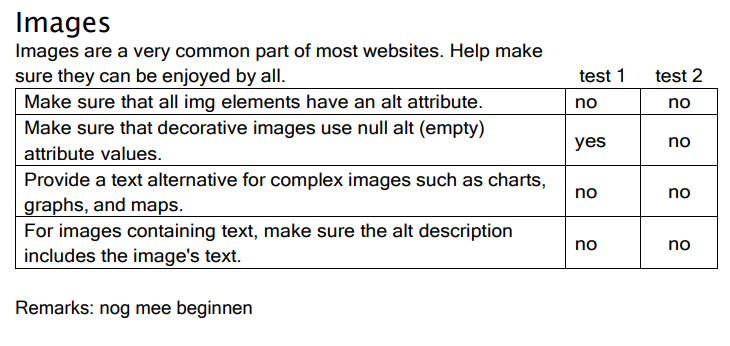 Images
Images are a very common part of most websites. Help make
sure they can be enjoyed by all. test 1 test 2
Make sure that all img elements have an alt attribute. no no
Make sure that decorative images use null alt (empty)
attribute values. yes no
Provide a text alternative for complex images such as charts,
graphs, and maps. no no
For images containing text, make sure the alt description
includes the image's text. no no
Remarks: nog mee beginnen